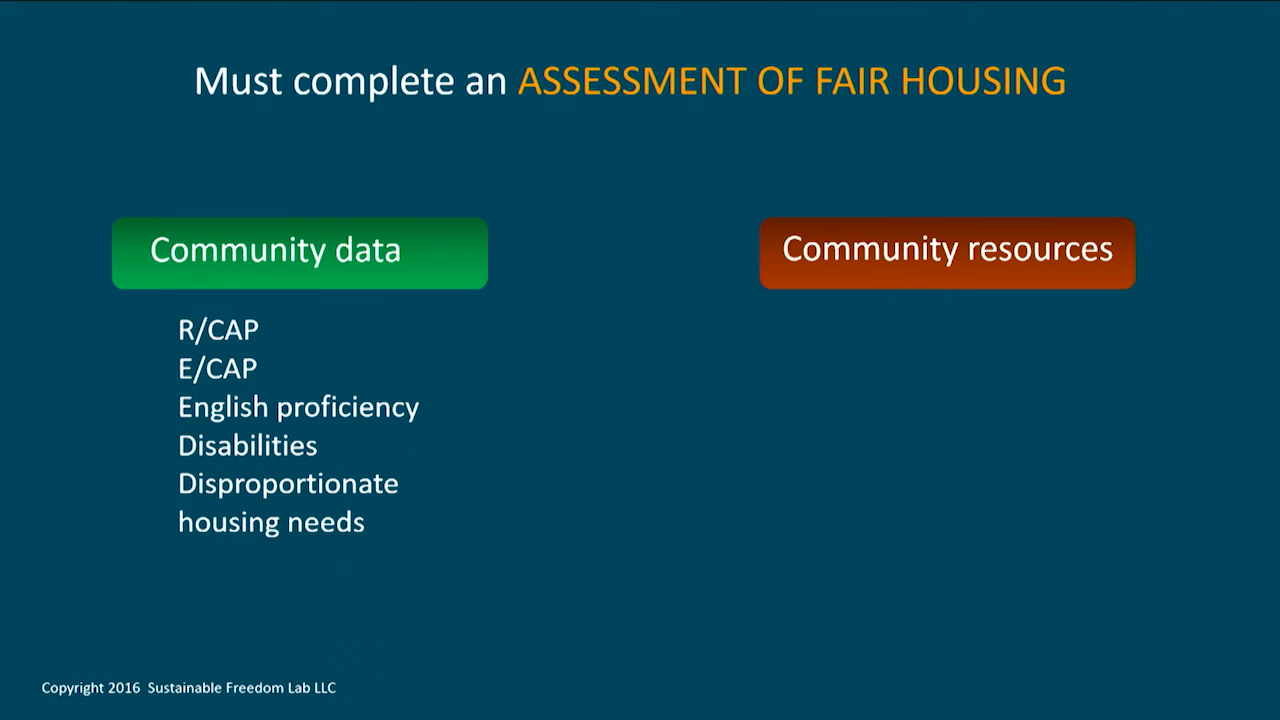 Must complete an ASSESSMENT OF FAIR HOUSING
Community data
R/CAP
E/CAP
English proficiency
Disabilities
Disproportionate
housing needs
Community resources
Copyright 2016 Sustainable Freedom Lab LLC